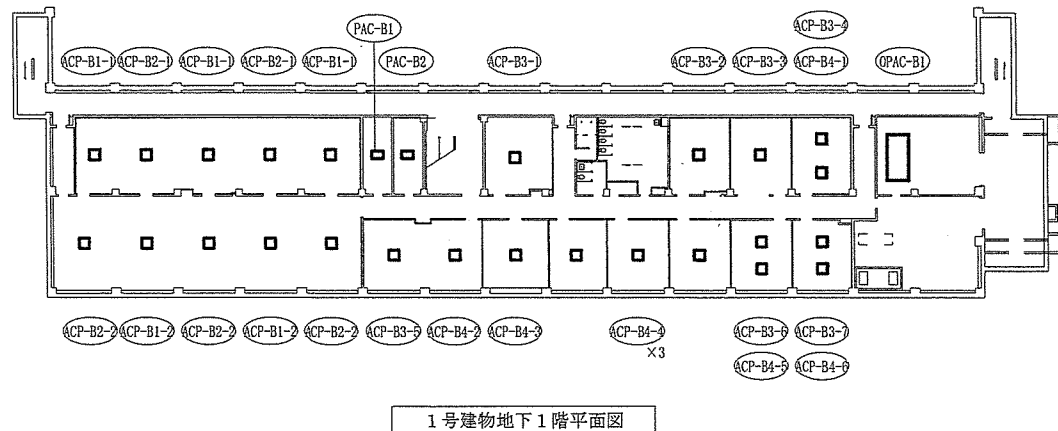 ACP-B3-4
PAC-B1
ACP-B1-1 ACP-B2-1 ACP-B1-1 ACP-B2-1 ACP-B1-1 PAC-B2 ACP-B3-1 ACP-B3-2 ACP-B3-3 ACP-B4-1 OPAC-B1
ACP-B2-2 ACP-B1-2 ACP-B2-2 ACP-B1-2 ACP-B2-2 ACP-B3-5 ACP-B4-2 ACP-B4-3 ACP-B4-4 ACP-B3-6 ACP-B3-7
×3
ACP-B4-5 ACP-B4-6
1号建物地下1階平面図